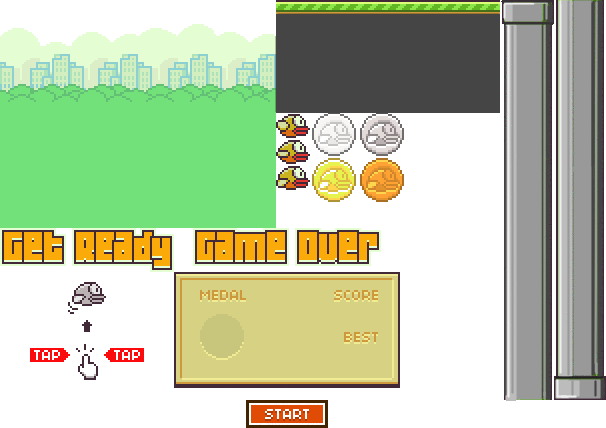 Get Ready
Game Over
MEDAL
SCORE
BEST
TAP
TAP
START